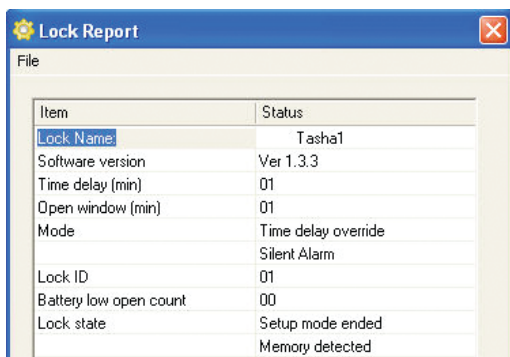 Lock Report
File
Item Status
Lock Name: Tasha1
Software version Ver 1.3.3
Time delay (min) 01
Open window (min) 01
Mode Time delay override
Silent Alarm
Lock ID 01
Battery low open count 00
Lock state Setup mode ended
Memory detected